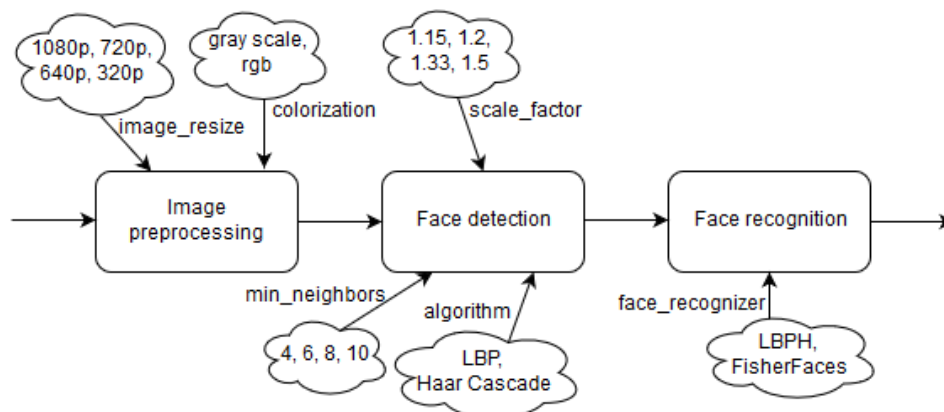 1080p, 720p,
640p, 320p
gray scale,
rgb
1.15, 1.2,
1.33, 1.5
image_resize
colorization
scale_factor
Image
preprocessing
Face detection
Face recognition
min_neighbors
algorithm
face_recognizer
4, 6, 8, 10
LBP,
Haar Cascade
LBPH,
FisherFaces